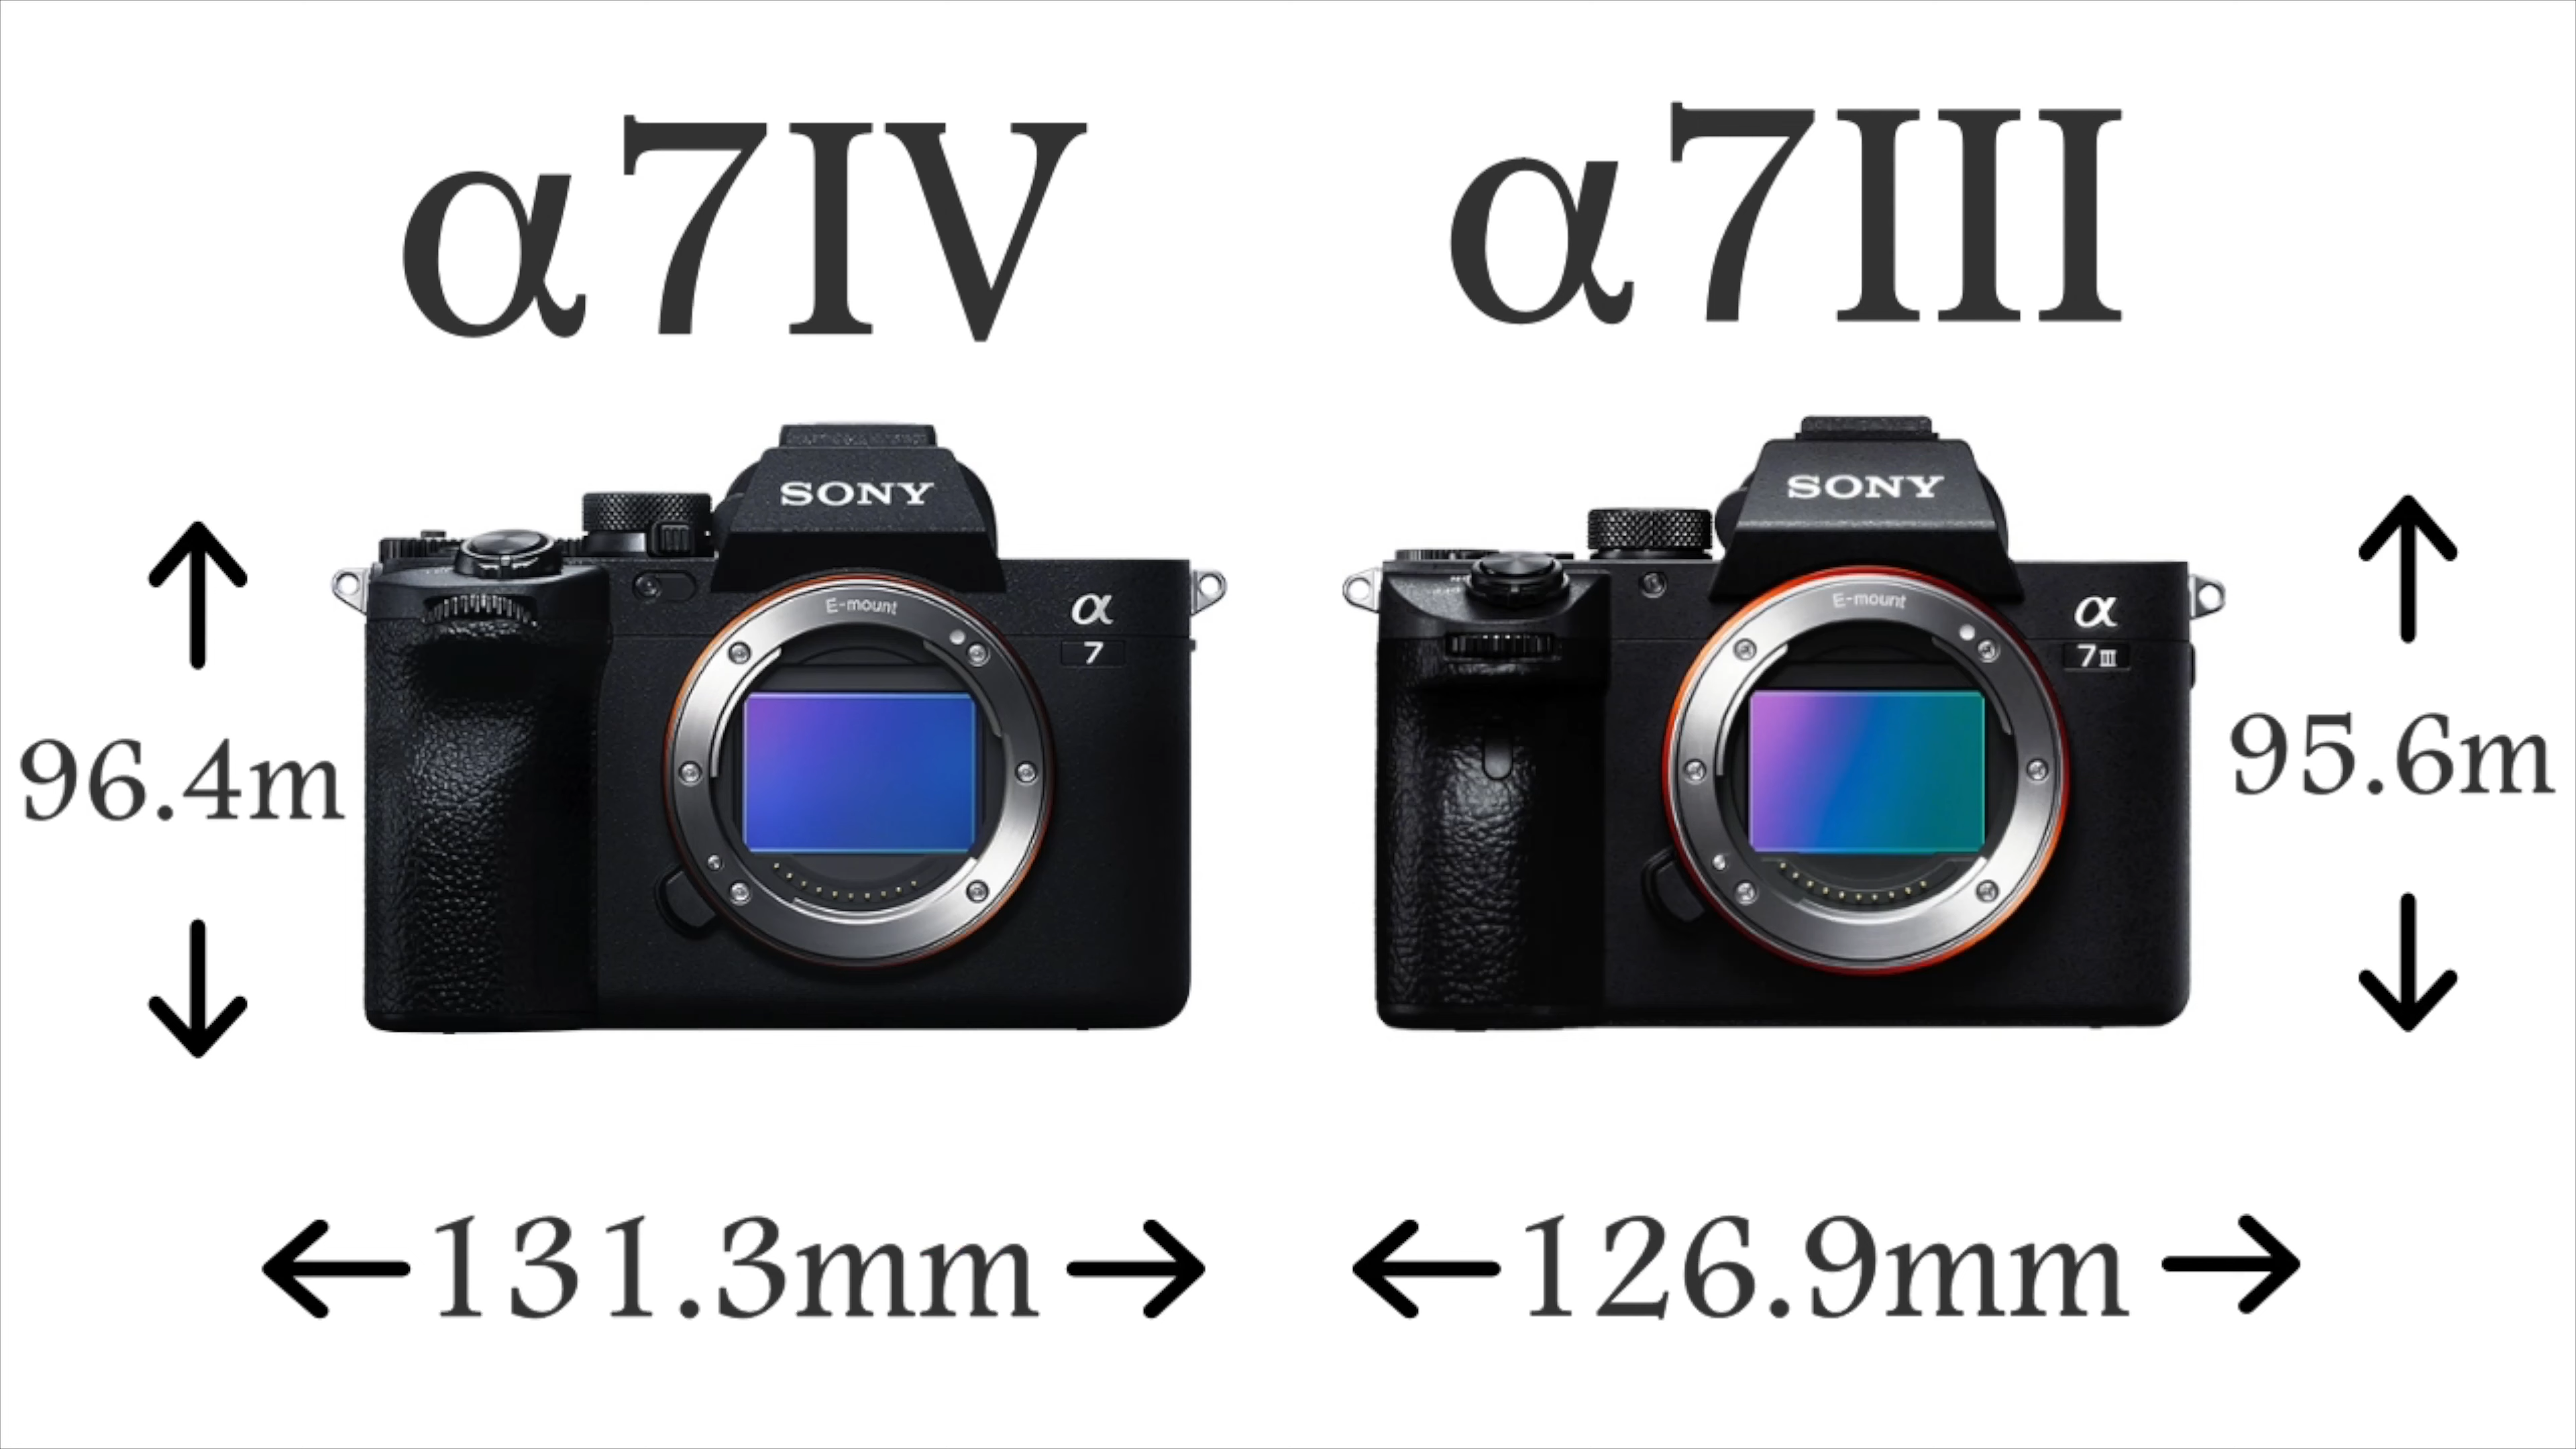 α7IV
α7III
SONY
E-mount
α
7
96.4m
SONY
E-mount
α
7III
95.6m
131.3mm
126.9mm